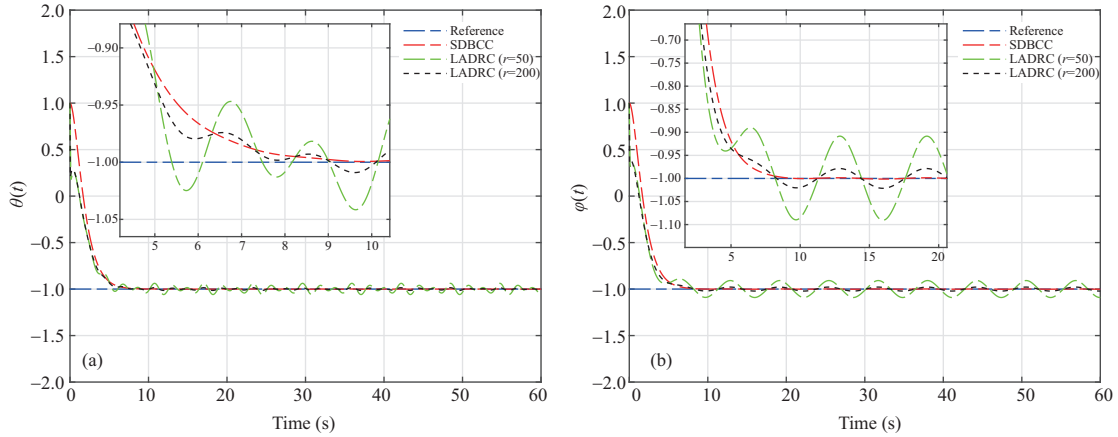 2.0
1.5
1.0
0.5
0
−0.5
−1.0
−1.5
−2.0
θ(t)
−0.90
−0.95
−1.00
−1.05
5 6 7 8 9 10
Reference
SDBCC
LADRC (r=50)
LADRC (r=200)
(a)
0 10 20 30 40 50 60
Time (s)
2.0
1.5
1.0
0.5
0
−0.5
−1.0
−1.5
−2.0
φ(t)
−0.70
−0.75
−0.80
−0.85
−0.90
−0.95
−1.00
−1.05
−1.10
5 10 15 20
Reference
SDBCC
LADRC (r=50)
LADRC (r=200)
(b)
0 10 20 30 40 50 60
Time (s)